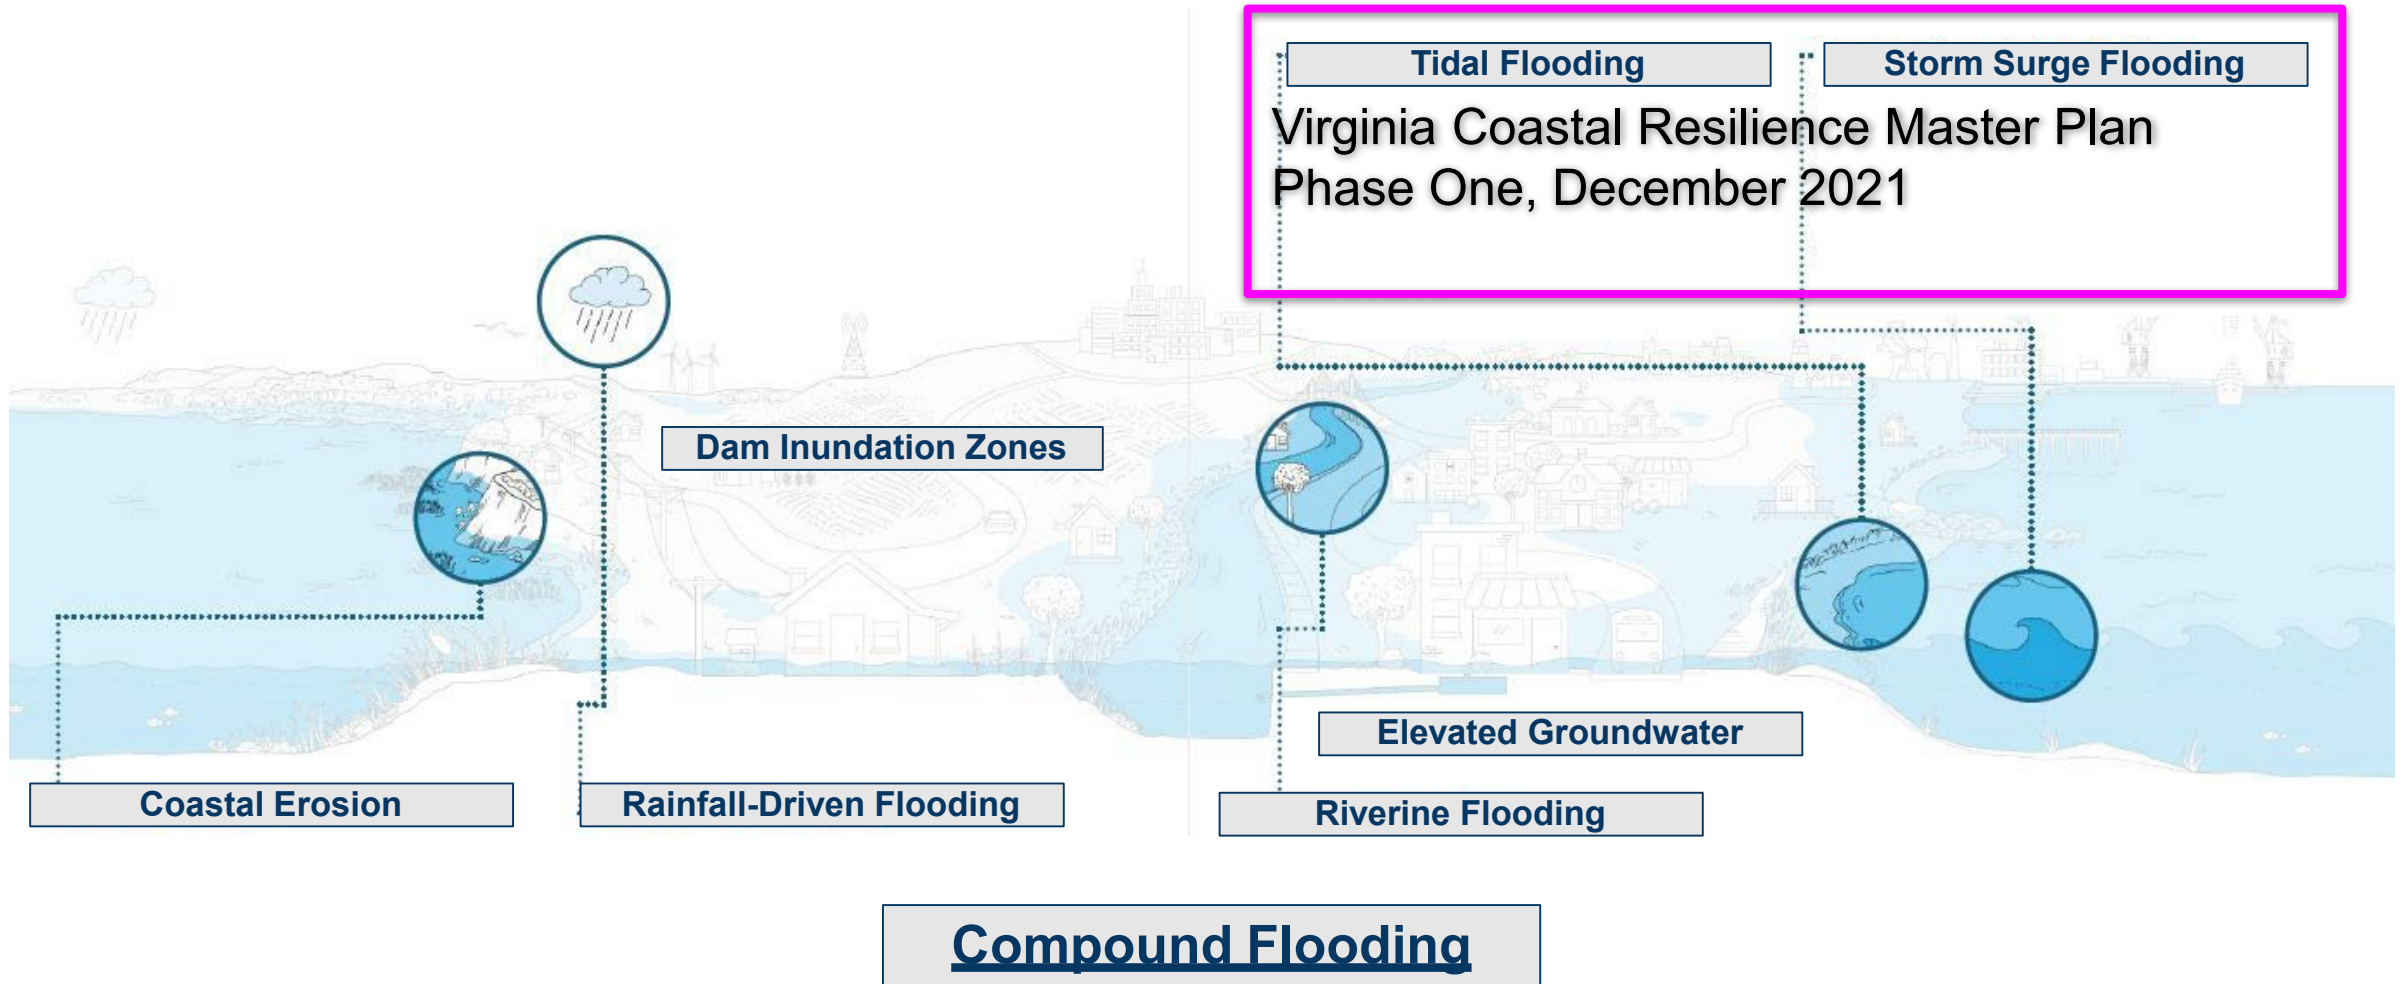 Tidal Flooding
Storm Surge Flooding
Virginia Coastal Resilience Master Plan
Phase One, December 2021
Dam Inundation Zones
Elevated Groundwater
Coastal Erosion
Rainfall-Driven Flooding
Riverine Flooding
Compound Flooding